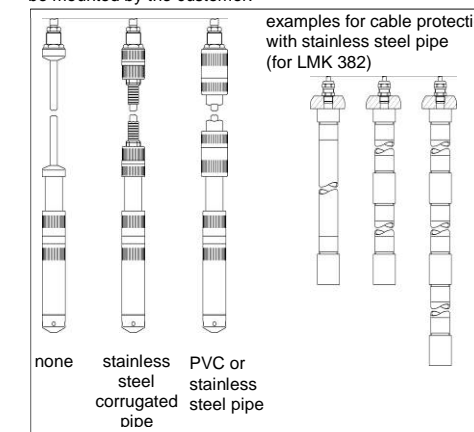 be mounted by the customer.
examples for cable protecti
with stainless steel pipe
(for LMK 382)
none
stainless
steel
corrugated
pipe
PVC or
stainless
steel pipe